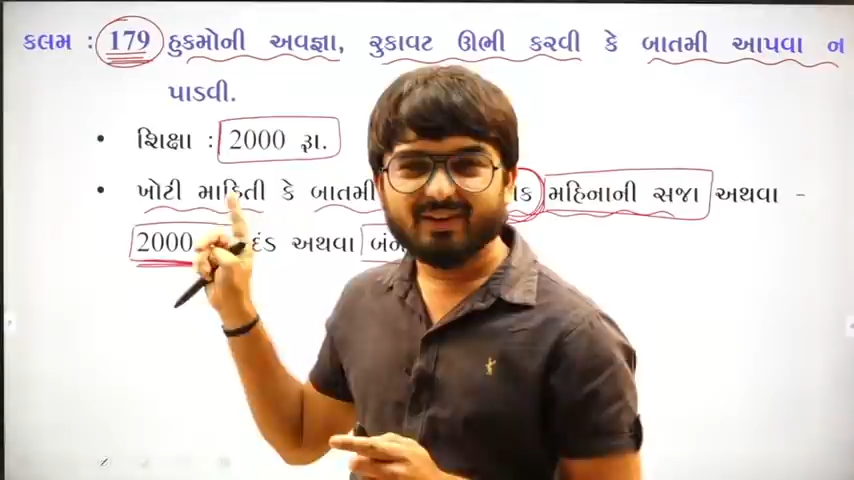 કલમ : 179 હુકમોની અવજ્ઞા, રુકાવટ ઊભી કરવી કે બાતમી આપવા ન
પાડવી.
• શિક્ષા : 2000 રૂા.
• ખોટી માહિતી કે બાતમી મહિનાની સજા અથવા -
2000 દંડ અથવા